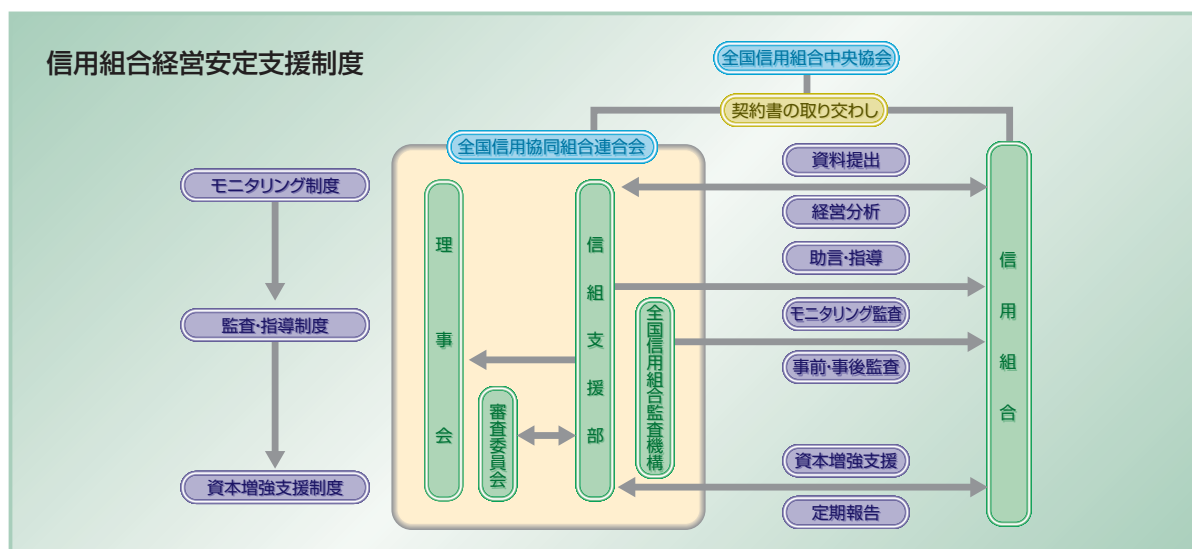 信用組合経営安定支援制度
全国信用組合中央協会
契約書の取り交わし
全国信用協同組合連合会
モニタリング制度
監査・指導制度
資本増強支援制度
理事会
審査委員会
信組支援部
全国信用組合監査機構
資料提出
経営分析
助言・指導
モニタリング監査
事前・事後監査
資本増強支援
定期報告
信用組合